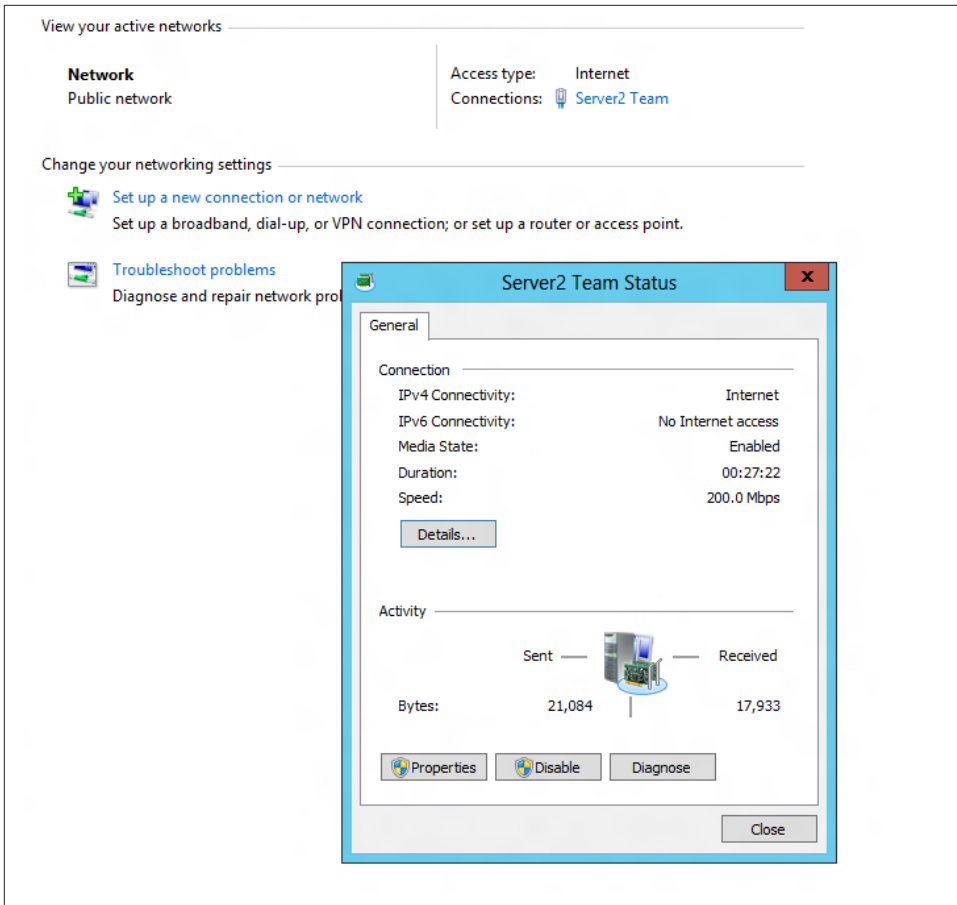 View your active networks
Network
Public network
Access type: Internet
Connections: Server2 Team
Change your networking settings
Set up a new connection or network
Set up a broadband, dial-up, or VPN connection; or set up a router or access point.
Troubleshoot problems
Diagnose and repair network
Server2 Team Status
X
General
Connection
IPv4 Connectivity: Internet
IPv6 Connectivity: No Internet access
Media State: Enabled
Duration: 00:27:22
Speed: 200.0 Mbps
Details...
Activity
Sent Received
Bytes: 21,084 17,933
Properties Disable Diagnose
Close